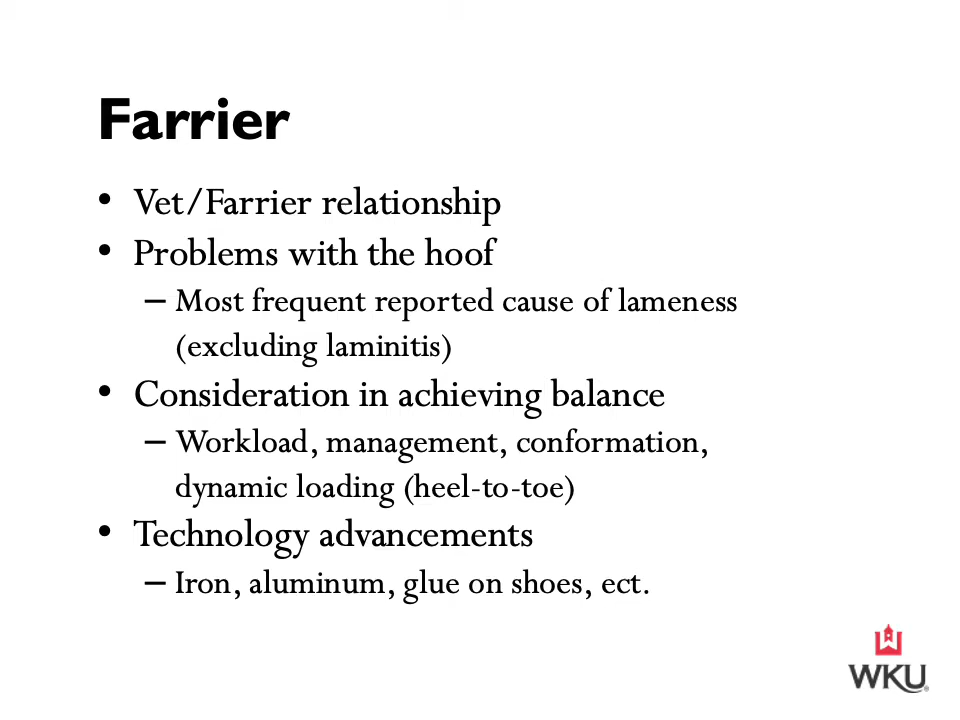 Farrier
• Vet/Farrier relationship
• Problems with the hoof
– Most frequent reported cause of lameness
(excluding laminitis)
• Consideration in achieving balance
– Workload, management, conformation,
dynamic loading (heel-to-toe)
• Technology advancements
– Iron, aluminum, glue on shoes, ect.
WKU®